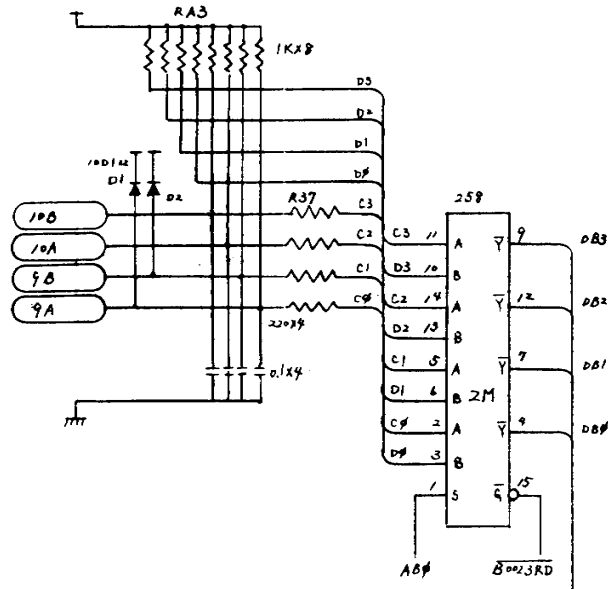 RA3
1KX8
D3
D2
D1
DØ
10D1x2
D1
D2
R37
C3
C2
C1
CØ
220X4
0.1X4
10B
10A
9B
9A
258
C3 11 A Ȳ 9 DB3
D3 10 B
C2 14 A Ȳ 12 DB2
D2 13 B
C1 5 A Ȳ 7 DB1
D1 6 B 2M
CØ 2 A Ȳ 4 DBØ
DØ 3 B
1 S G̅ 15
ABØ
B0023RD